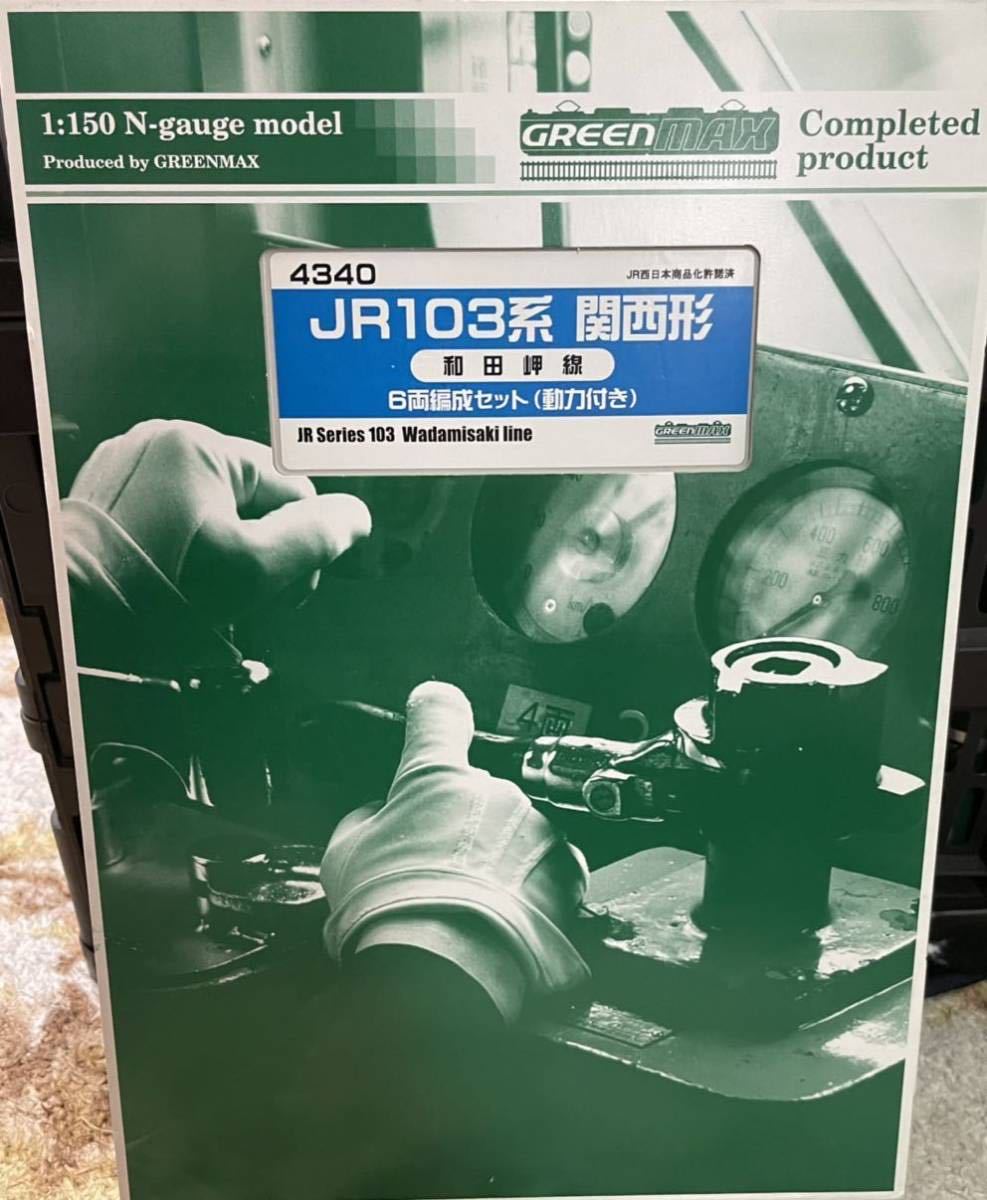 1:150 N-gauge model
Produced by GREENMAX
GREENMAX
Completed
product
4340
JR西日本商品化許諾済
JR103系 関西形
和田岬線
6両編成セット(動力付き)
JR Series 103 Wadamisaki line
GREENMAX
40
km/
200
400
600
800
4両